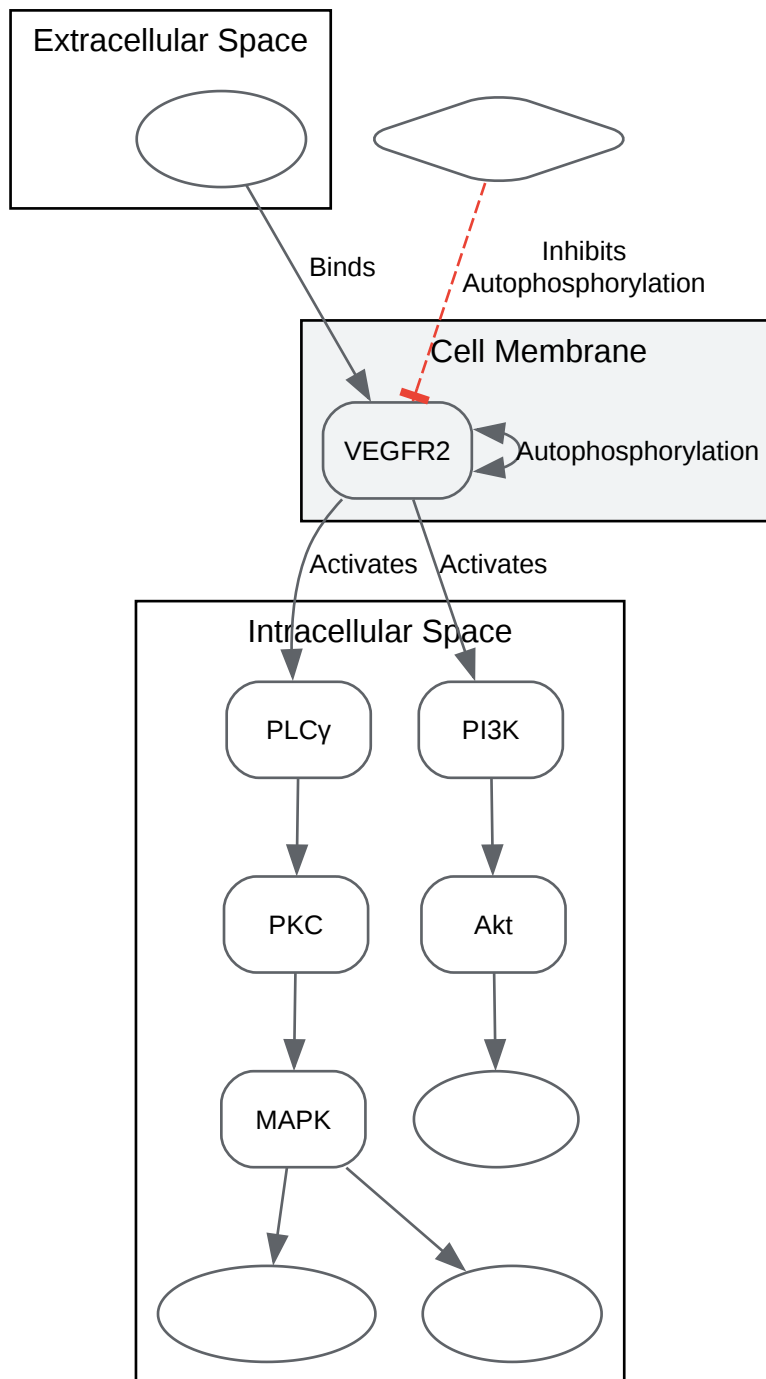 Extracellular Space
Binds
Inhibits
Autophosphorylation
Cell Membrane
VEGFR2
Autophosphorylation
Activates
Activates
Intracellular Space
PLCγ
PI3K
PKC
Akt
MAPK